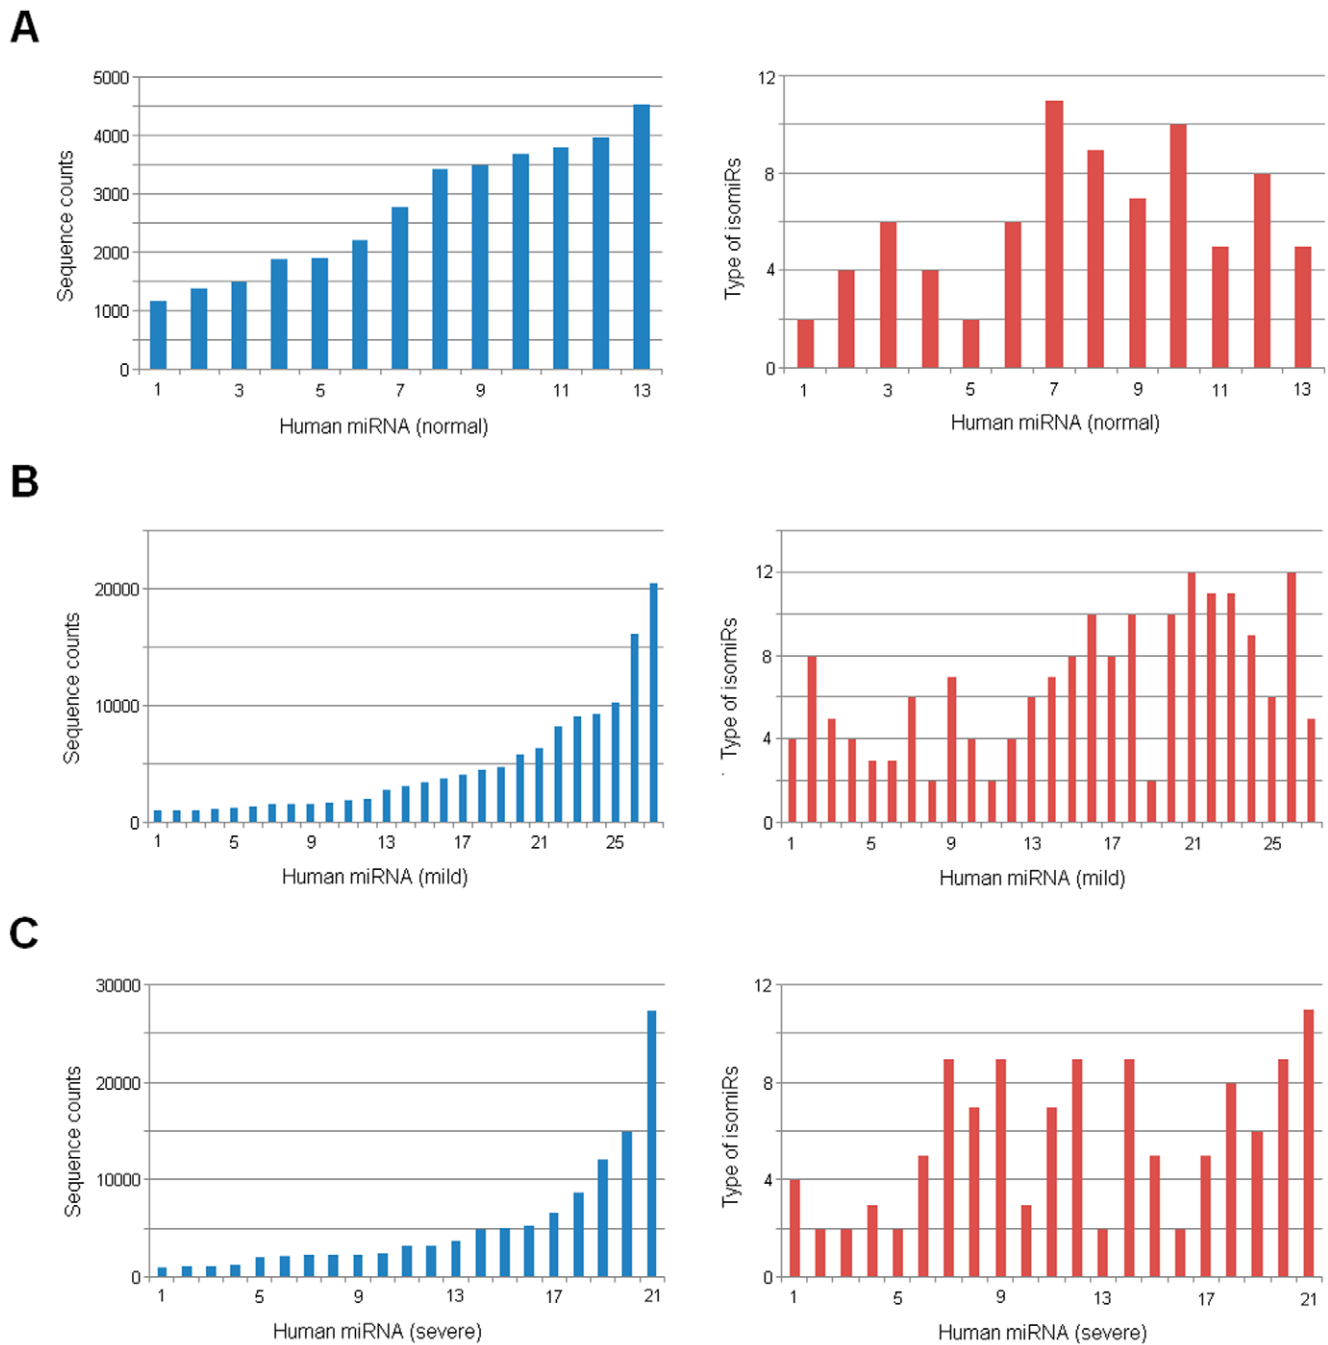 A
5000
4000
3000
2000
1000
0
Sequence counts
1 3 5 7 9 11 13
Human miRNA (normal)
12
8
4
0
Type of isomiRs
1 3 5 7 9 11 13
Human miRNA (normal)
B
20000
10000
0
Sequence counts
1 5 9 13 17 21 25
Human miRNA (mild)
12
8
4
0
Type of isomiRs
1 5 9 13 17 21 25
Human miRNA (mild)
C
30000
20000
10000
0
Sequence counts
1 5 9 13 17 21
Human miRNA (severe)
12
8
4
0
Type of isomiRs
1 5 9 13 17 21
Human miRNA (severe)